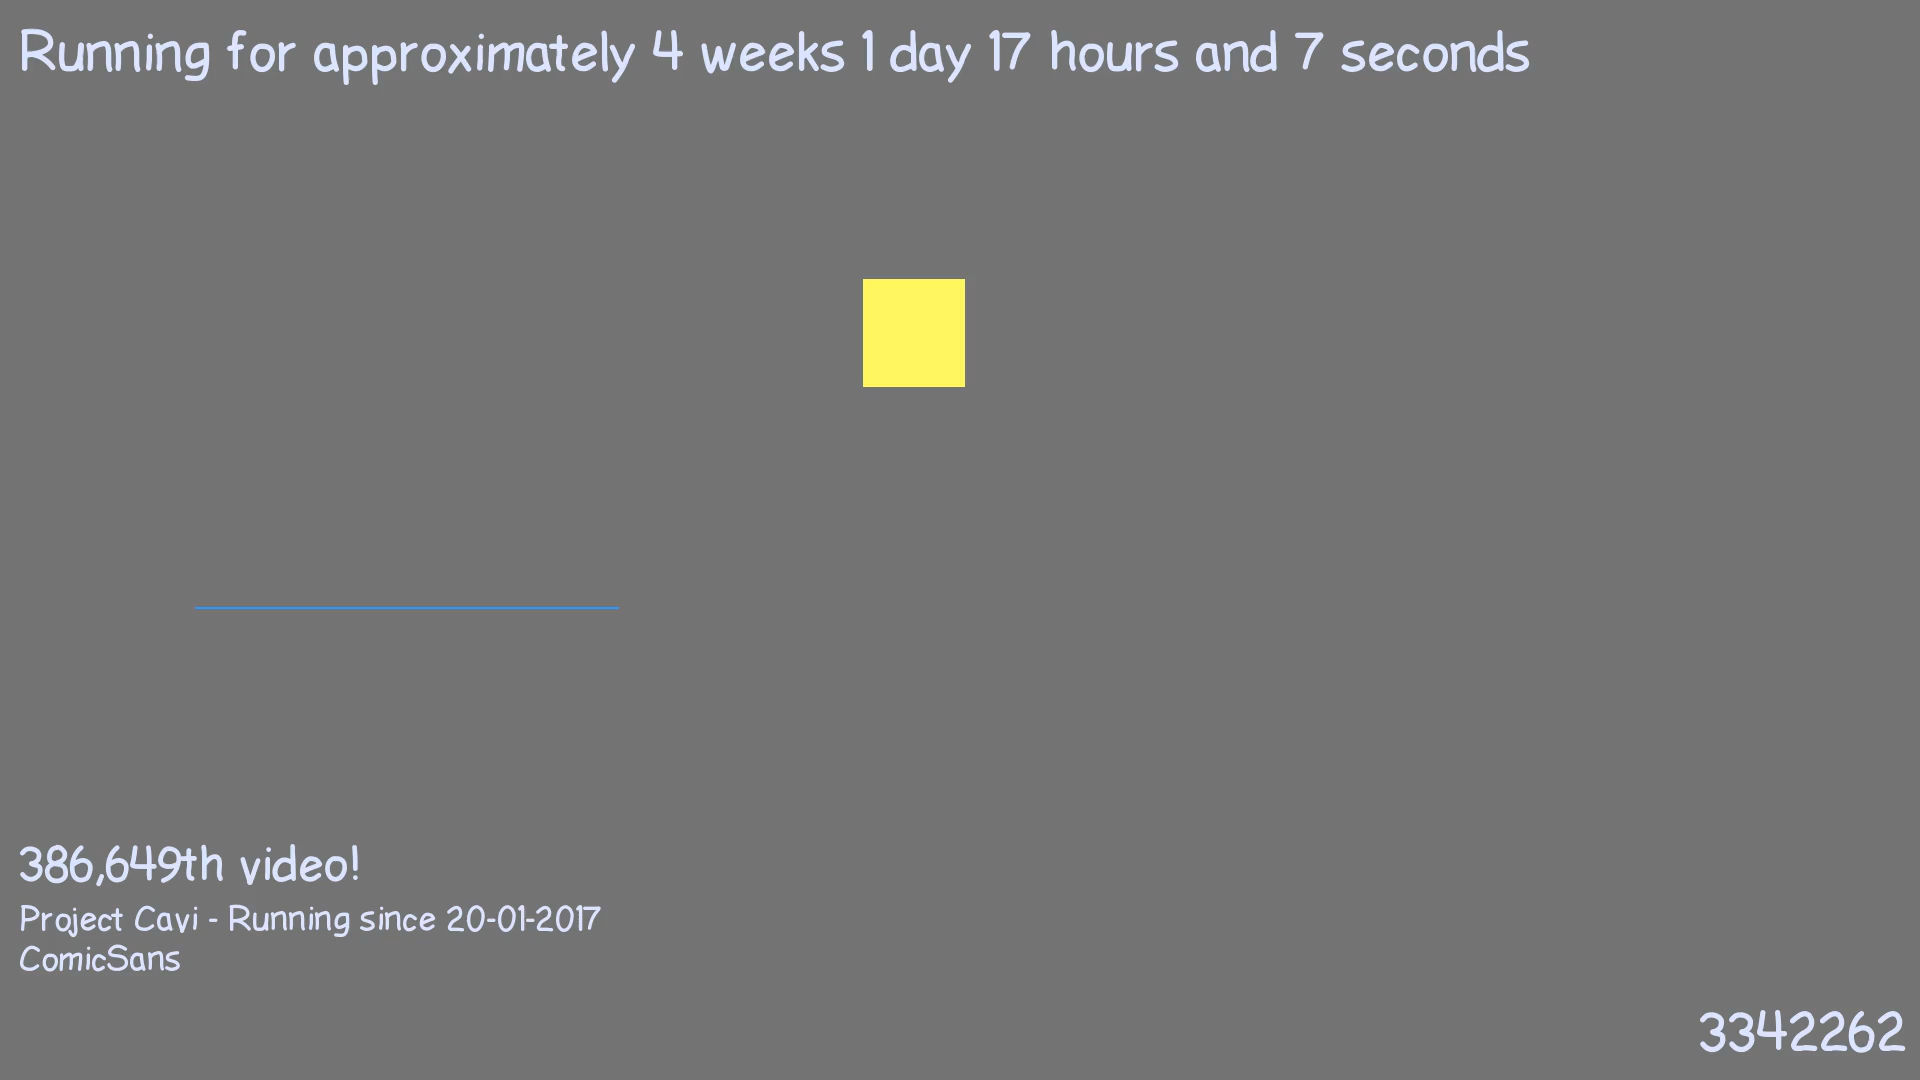 Running for approximately 4 weeks 1 day 17 hours and 7 seconds
386,649th video!
Project Cavi - Running since 20-01-2017
ComicSans
3342262